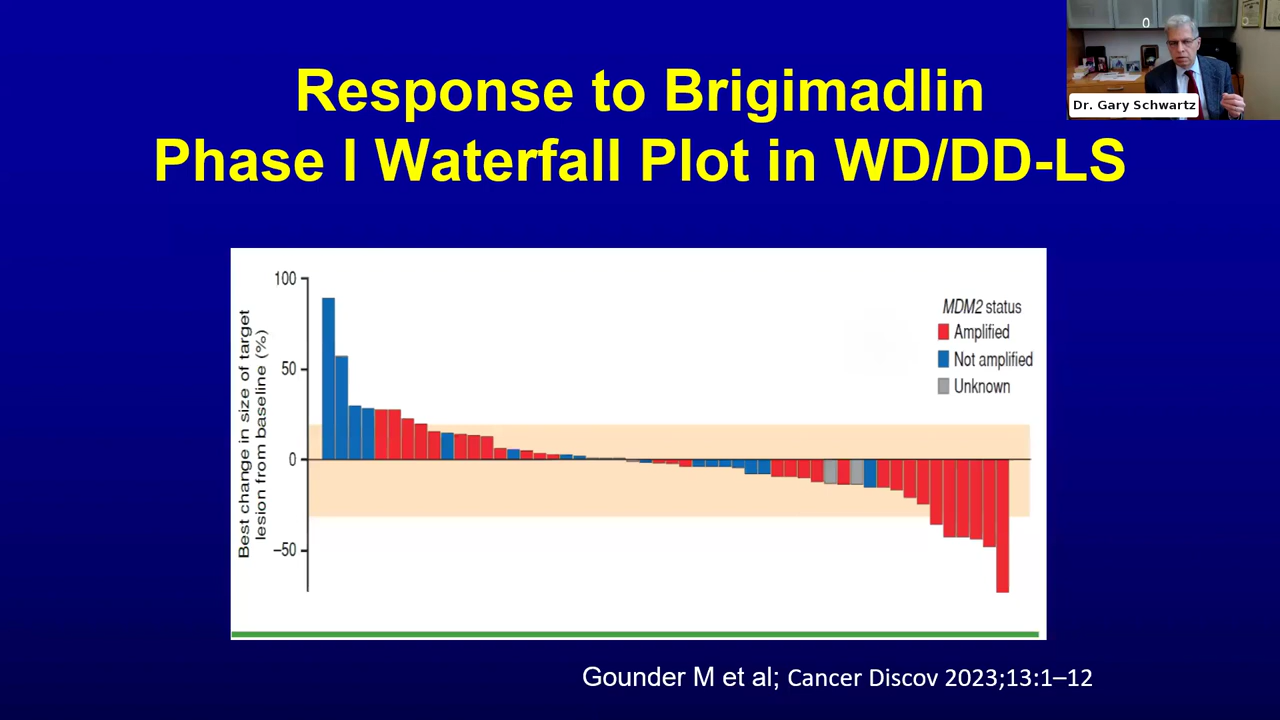 Response to Brigimadlin
Phase I Waterfall Plot in WD/DD-LS
Dr. Gary Schwartz
Best change in size of target
lesion from baseline (%)
100
50
0
−50
MDM2 status
Amplified
Not amplified
Unknown
Gounder M et al; Cancer Discov 2023;13:1–12